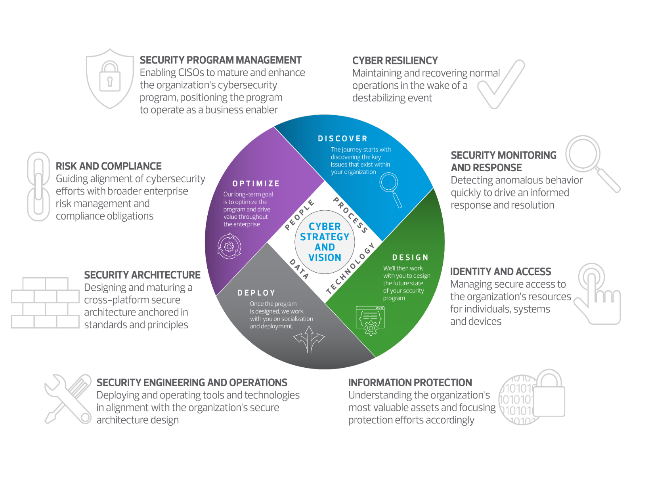 SECURITY PROGRAM MANAGEMENT
Enabling CISOs to mature and enhance
the organization's cybersecurity
program, positioning the program
to operate as a business enabler
CYBER RESILIENCY
Maintaining and recovering normal
operations in the wake of a
destabilizing event
RISK AND COMPLIANCE
Guiding alignment of cybersecurity
efforts with broader enterprise
risk management and
compliance obligations
SECURITY MONITORING
AND RESPONSE
Detecting anomalous behavior
quickly to drive an informed
response and resolution
DISCOVER
The journey starts with
discovering the key
issues that exist within
your organization
OPTIMIZE
Our long-term goal
is to optimize the
program and drive
value throughout
the enterprise
PEOPLE
PROCESS
CYBER
STRATEGY
AND
VISION
DATA
TECHNOLOGY
DESIGN
We'll then work
with you to design
the future state
of your security
program
DEPLOY
Once the program
is designed, we work
with you on socialization
and deployment
SECURITY ARCHITECTURE
Designing and maturing a
cross-platform secure
architecture anchored in
standards and principles
IDENTITY AND ACCESS
Managing secure access to
the organization's resources
for individuals, systems
and devices
SECURITY ENGINEERING AND OPERATIONS
Deploying and operating tools and technologies
in alignment with the organization's secure
architecture design
INFORMATION PROTECTION
Understanding the organization's
most valuable assets and focusing
protection efforts accordingly